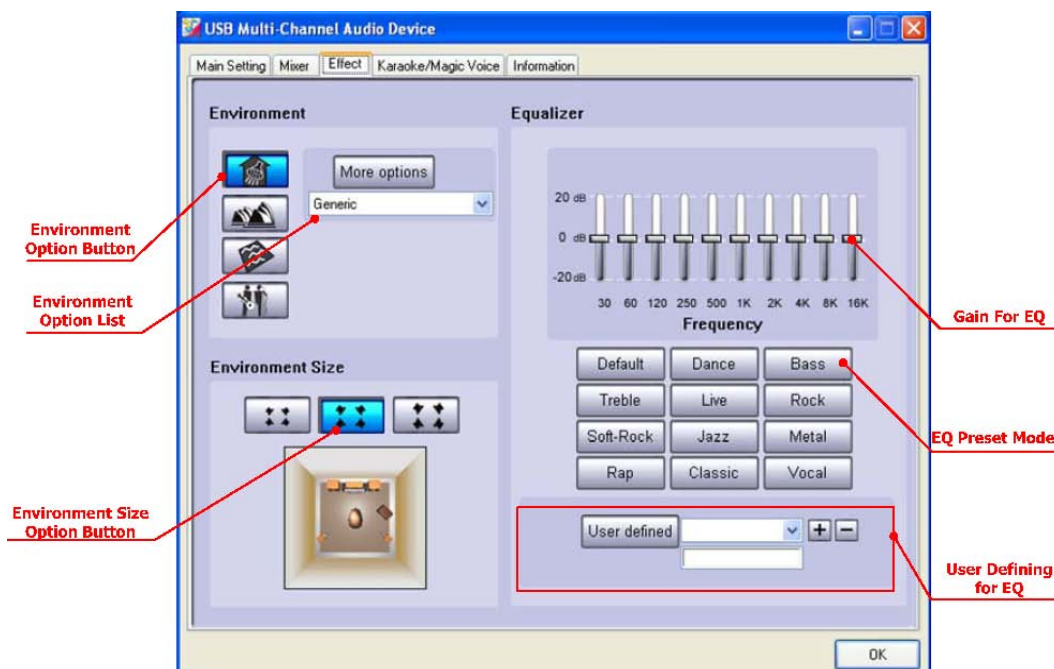 USB Multi-Channel Audio Device
Main Setting Mixer Effect Karaoke/Magic Voice Information
Environment
More options
Generic
Environment Size
Equalizer
20 dB
0 dB
-20 dB
30 60 120 250 500 1K 2K 4K 8K 16K
Frequency
Default Dance Bass
Treble Live Rock
Soft-Rock Jazz Metal
Rap Classic Vocal
User defined
OK
Environment
Option Button
Environment
Option List
Environment Size
Option Button
Gain For EQ
EQ Preset Mode
User Defining
for EQ